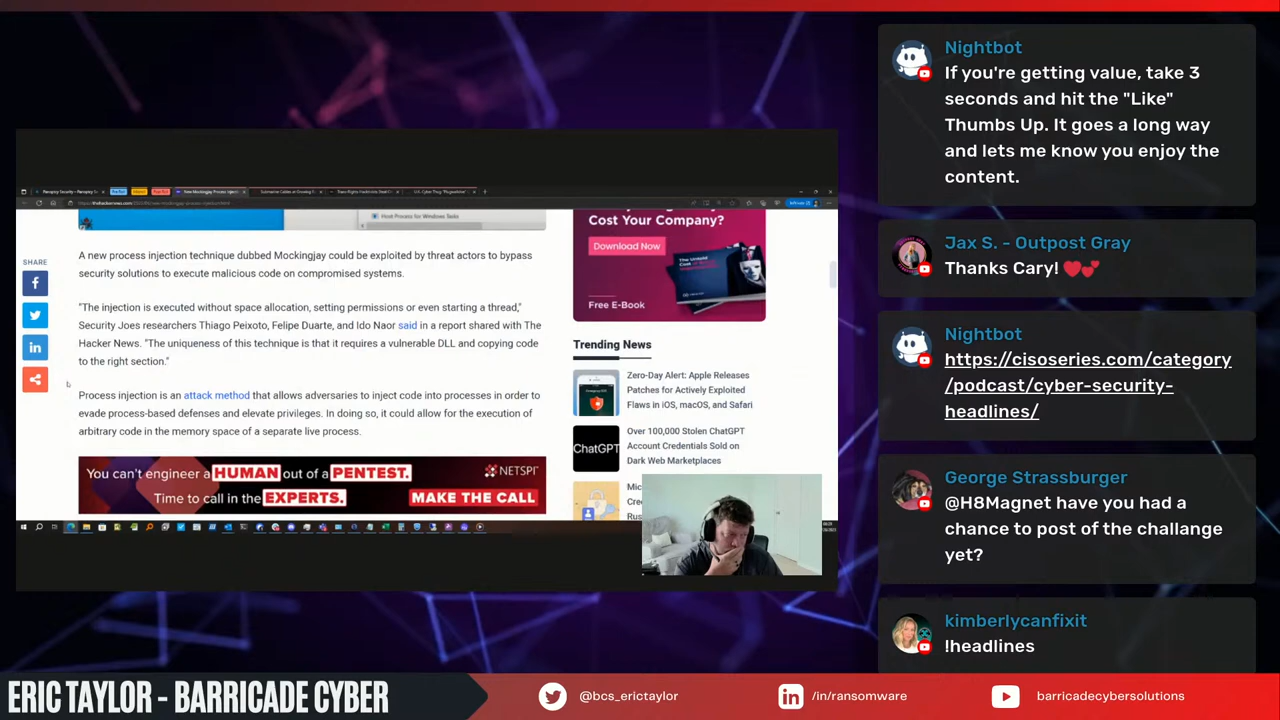 Host Process for Windows Tasks
A new process injection technique dubbed Mockingjay could be exploited by threat actors to bypass
security solutions to execute malicious code on compromised systems.
"The injection is executed without space allocation, setting permissions or even starting a thread,"
Security Joes researchers Thiago Peixoto, Felipe Duarte, and Ido Naor said in a report shared with The
Hacker News. "The uniqueness of this technique is that it requires a vulnerable DLL and copying code
to the right section."
Process injection is an attack method that allows adversaries to inject code into processes in order to
evade process-based defenses and elevate privileges. In doing so, it could allow for the execution of
arbitrary code in the memory space of a separate live process.
SHARE
You can't engineer a HUMAN out of a PENTEST.
Time to call in the EXPERTS.
NETSPI
MAKE THE CALL
Cost Your Company?
Download Now
Free E-Book
Trending News
Zero-Day Alert: Apple Releases
Patches for Actively Exploited
Flaws in iOS, macOS, and Safari
ChatGPT
Over 100,000 Stolen ChatGPT
Account Credentials Sold on
Dark Web Marketplaces
Nightbot
If you're getting value, take 3
seconds and hit the "Like"
Thumbs Up. It goes a long way
and lets me know you enjoy the
content.
Jax S. - Outpost Gray
Thanks Cary! ❤️💕
Nightbot
https://cisoseries.com/category
/podcast/cyber-security-
headlines/
George Strassburger
@H8Magnet have you had a
chance to post of the challange
yet?
kimberlycanfixit
!headlines
ERIC TAYLOR - BARRICADE CYBER
@bcs_erictaylor
/in/ransomware
barricadecybersolutions